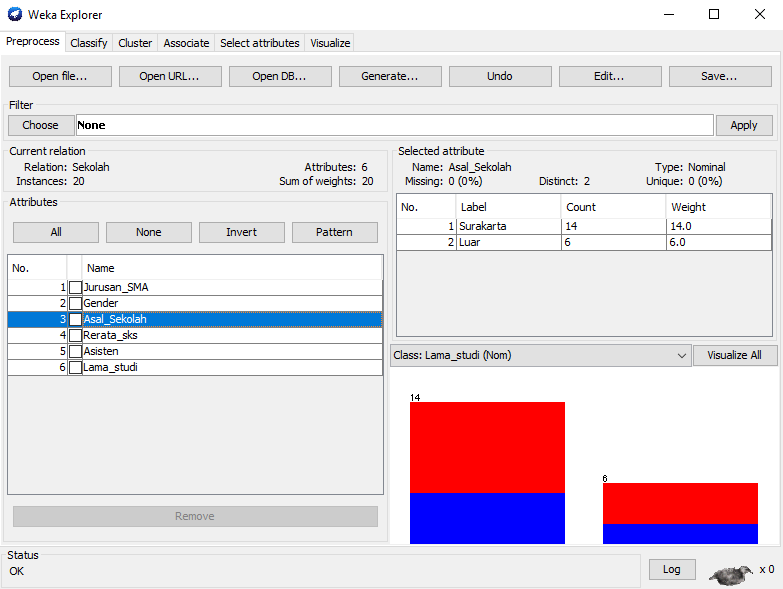 Weka Explorer
Preprocess Classify Cluster Associate Select attributes Visualize
Open file... Open URL... Open DB... Generate... Undo Edit... Save...
Filter
Choose None Apply
Current relation
Relation: Sekolah Attributes: 6
Instances: 20 Sum of weights: 20
Attributes
All None Invert Pattern
No. Name
1 Jurusan_SMA
2 Gender
3 Asal_Sekolah
4 Rerata_sks
5 Asisten
6 Lama_studi
Remove
Selected attribute
Name: Asal_Sekolah Type: Nominal
Missing: 0 (0%) Distinct: 2 Unique: 0 (0%)
No. Label Count Weight
1 Surakarta 14 14.0
2 Luar 6 6.0
Class: Lama_studi (Nom) Visualize All
14
6
Status
OK
Log x 0